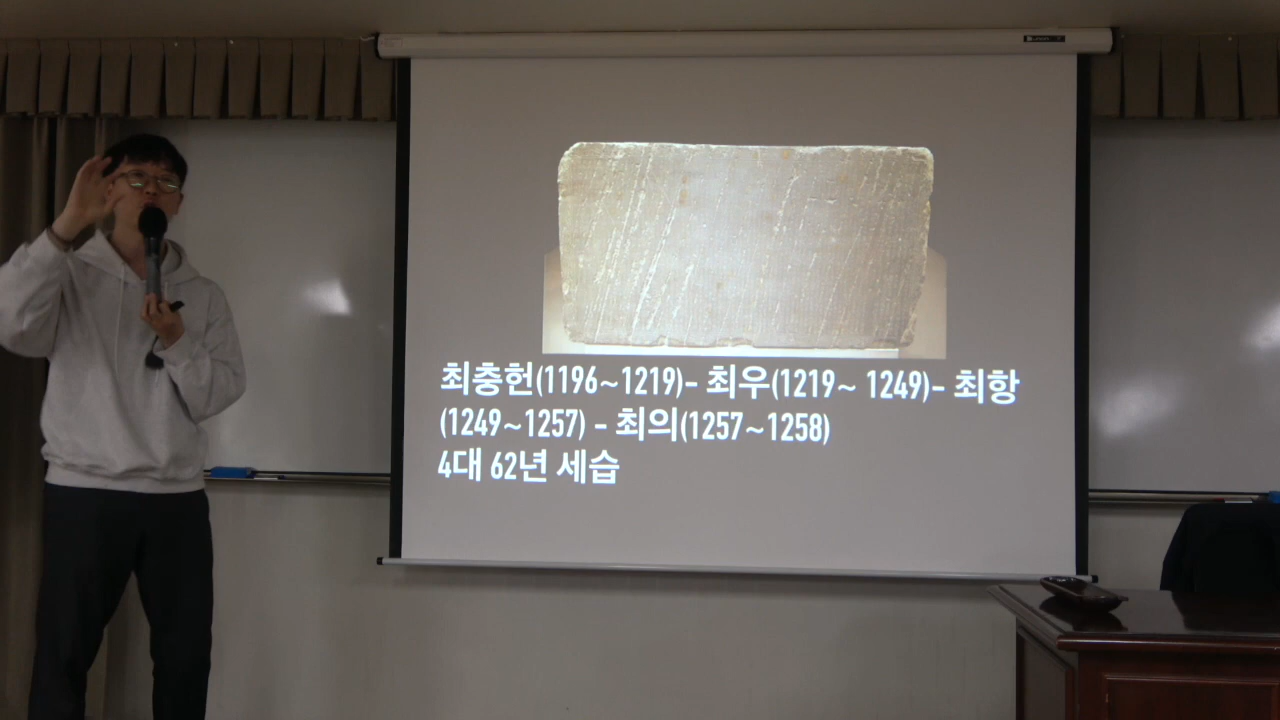 최충헌(1196~1219)- 최우(1219~ 1249)- 최항
(1249~1257) - 최의(1257~1258)
4대 62년 세습